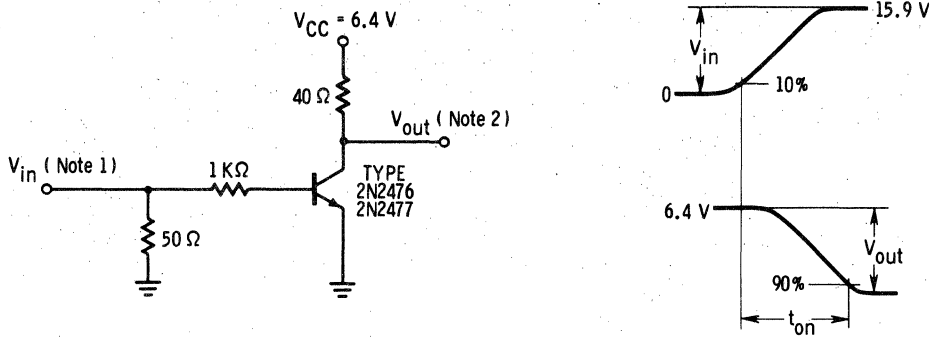 V_CC = 6.4 V
40 Ω
V_out (Note 2)
V_in (Note 1)
1 KΩ
TYPE
2N2476
2N2477
50 Ω
15.9 V
V_in
10%
0
6.4 V
V_out
90%
t_on